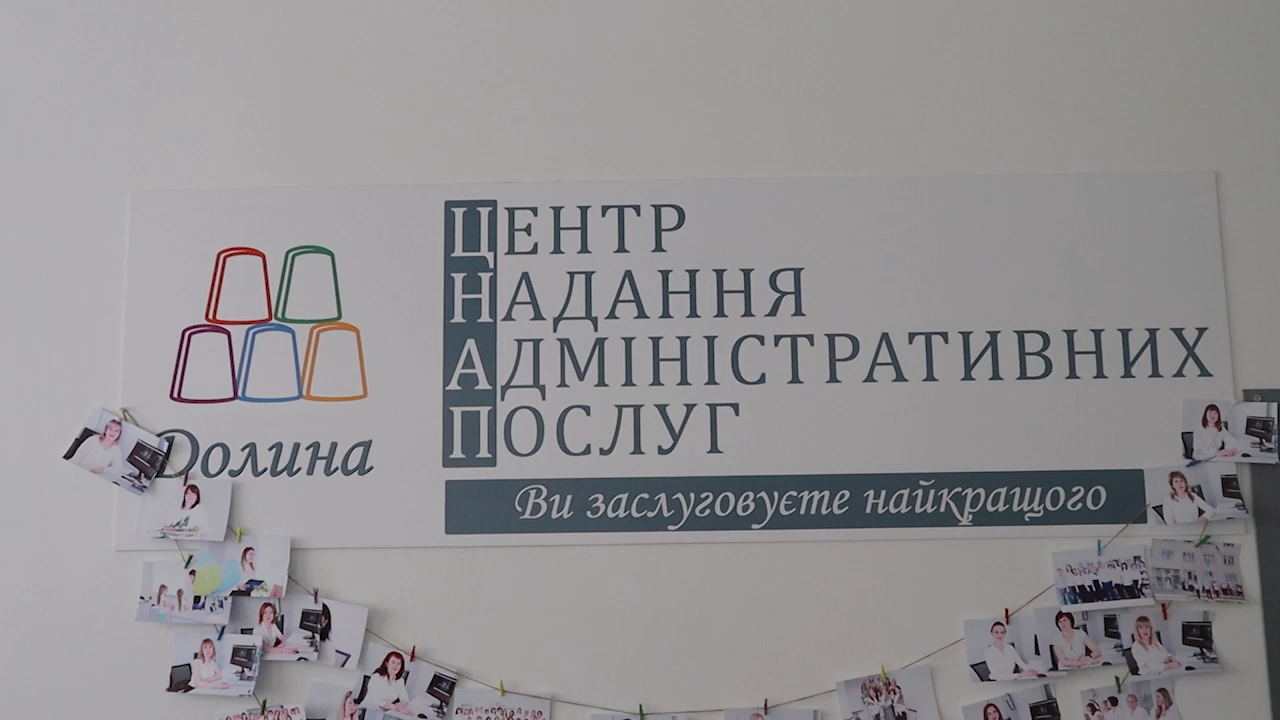 ЦЕНТР
НАДАННЯ
АДМІНІСТРАТИВНИХ
ПОСЛУГ
Долина
Ви заслуговуєте найкращого